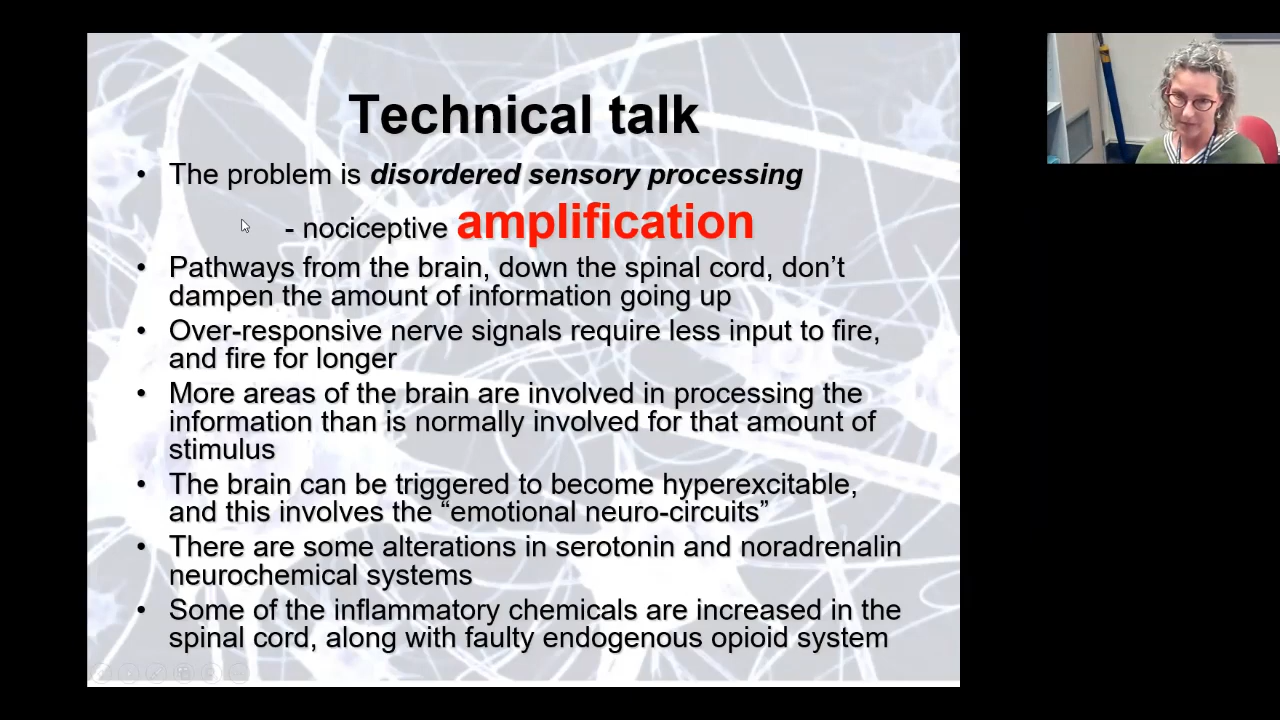 Technical talk
• The problem is disordered sensory processing
- nociceptive amplification
• Pathways from the brain, down the spinal cord, don’t
dampen the amount of information going up
• Over-responsive nerve signals require less input to fire,
and fire for longer
• More areas of the brain are involved in processing the
information than is normally involved for that amount of
stimulus
• The brain can be triggered to become hyperexcitable,
and this involves the “emotional neuro-circuits”
• There are some alterations in serotonin and noradrenalin
neurochemical systems
• Some of the inflammatory chemicals are increased in the
spinal cord, along with faulty endogenous opioid system